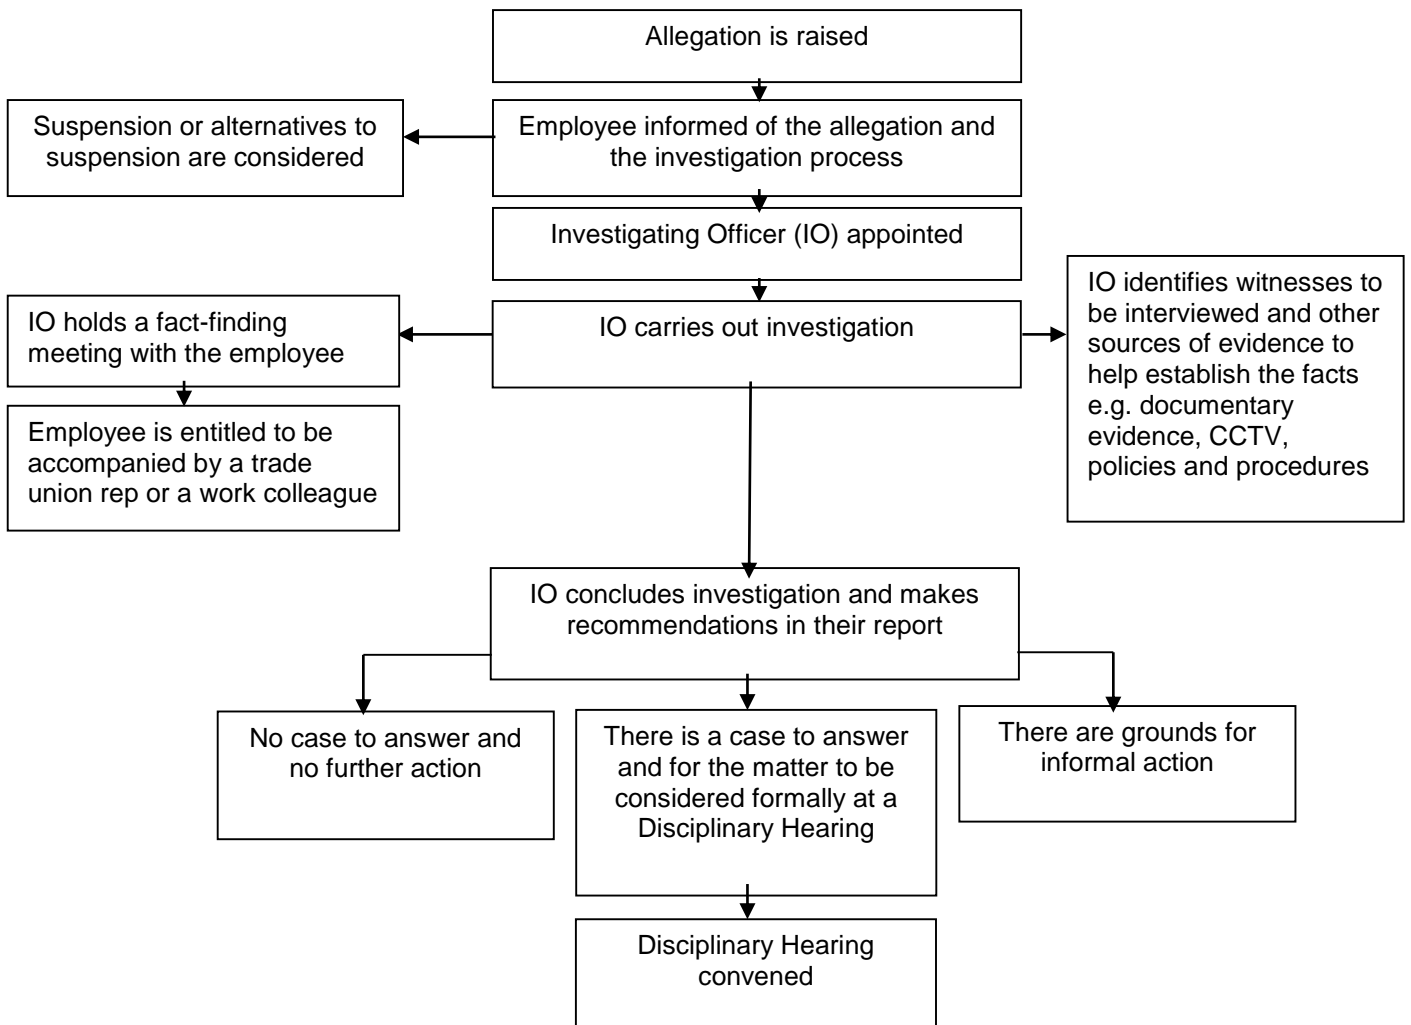 Allegation is raised
Suspension or alternatives to
suspension are considered
Employee informed of the allegation and
the investigation process
Investigating Officer (IO) appointed
IO holds a fact-finding
meeting with the employee
IO carries out investigation
IO identifies witnesses to
be interviewed and other
sources of evidence to
help establish the facts
e.g. documentary
evidence, CCTV,
policies and procedures
Employee is entitled to be
accompanied by a trade
union rep or a work colleague
IO concludes investigation and makes
recommendations in their report
No case to answer and
no further action
There is a case to answer
and for the matter to be
considered formally at a
Disciplinary Hearing
There are grounds for
informal action
Disciplinary Hearing
convened